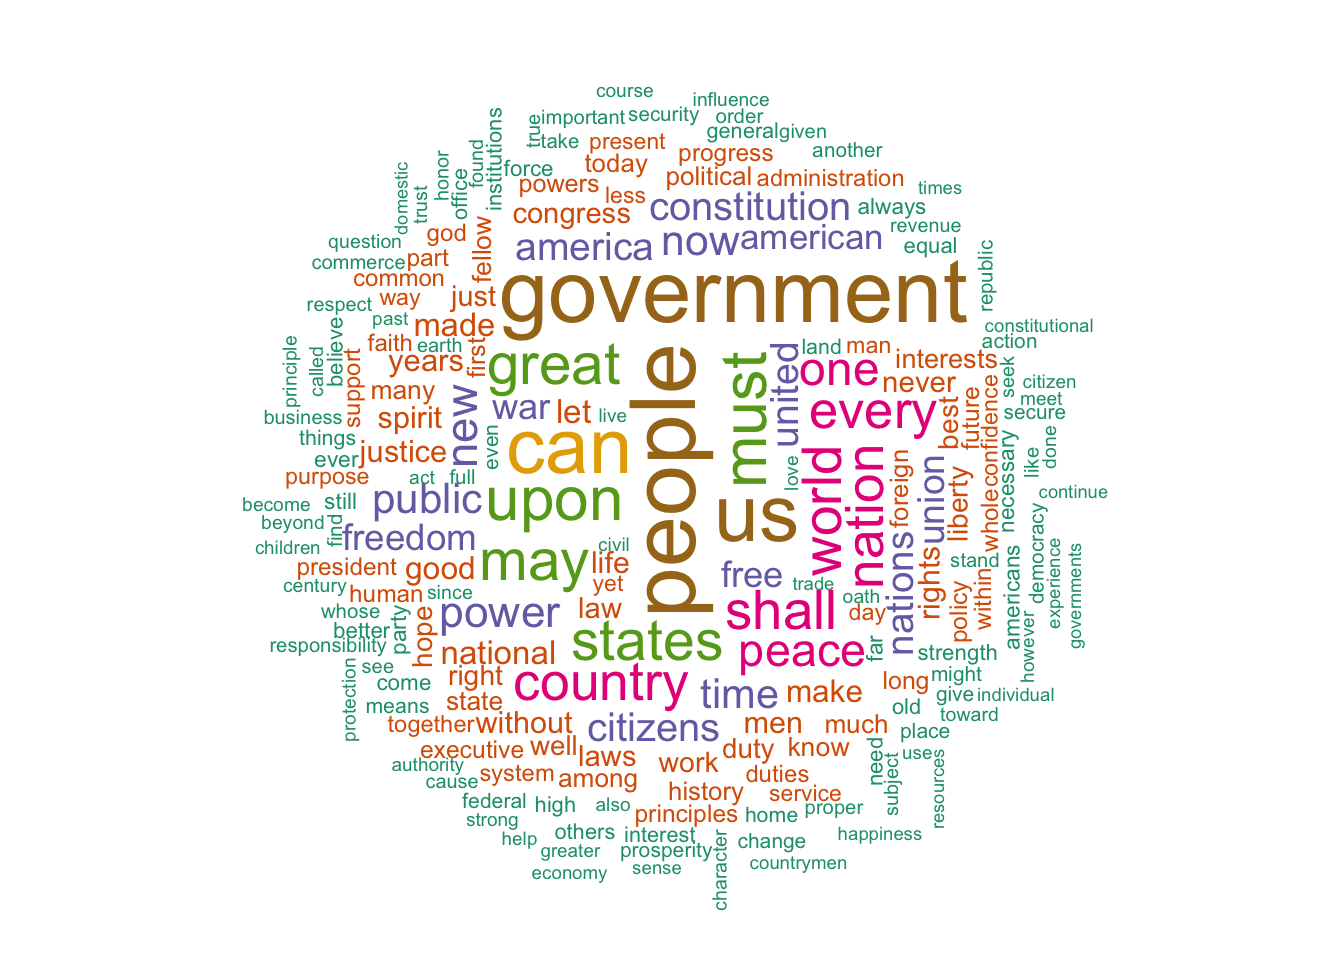 course
influence
important security order
true
take
general given
another
present
progress
today
force
political administration
powers less
times
congress
constitution always
institutions
found
honor
office
trust
domestic
god
fellow
america now american
revenue
equal
question
commerce part
common
way
just
government
republic
respect
past
made
constitutional
action
faith earth
years
first
great
people
must
united
land man
one
interests
never
seek
citizen
meet
secure
principle
called
believe
support
many
new
war let live
every
best
future
confidence
business
spirit
things
even
can
love
world
nation
foreign
union
liberty
whole
necessary
like
done
ever
justice
purpose
act full
public
upon
us
continue
become
still
beyond
find
freedom
civil
children
may
life
free
nations
rights
stand
policy
within
americans
democracy
experience
governments
however
president good
yet
trade
oath
century
human since
whose
power
law
shall
day
better
party
hope
responsibility
national
states
peace
far
strength
might
see
right
country
time make
long
give individual
protection
come
means
state
old
toward
together without
citizens
men much
place
executive well
laws
duty know
need
use
authority
cause
system among
work
duties
subject
resources
history
service
federal high also
principles home proper
strong
others interest
happiness
help
greater prosperity
change
character
economy sense
countrymen